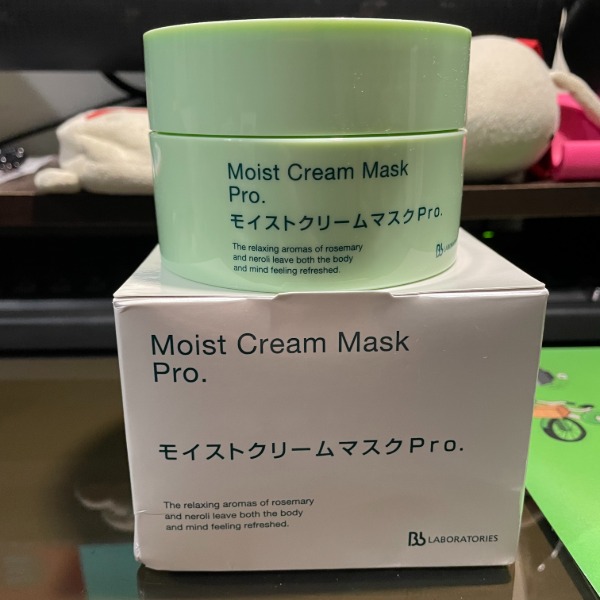 Moist Cream Mask
Pro.
モイストクリームマスクPro.
The relaxing aromas of rosemary
and neroli leave both the body
and mind feeling refreshed.
Moist Cream Mask
Pro.
モイストクリームマスクPro.
The relaxing aromas of rosemary
and neroli leave both the body
and mind feeling refreshed.
Bb LABORATORIES